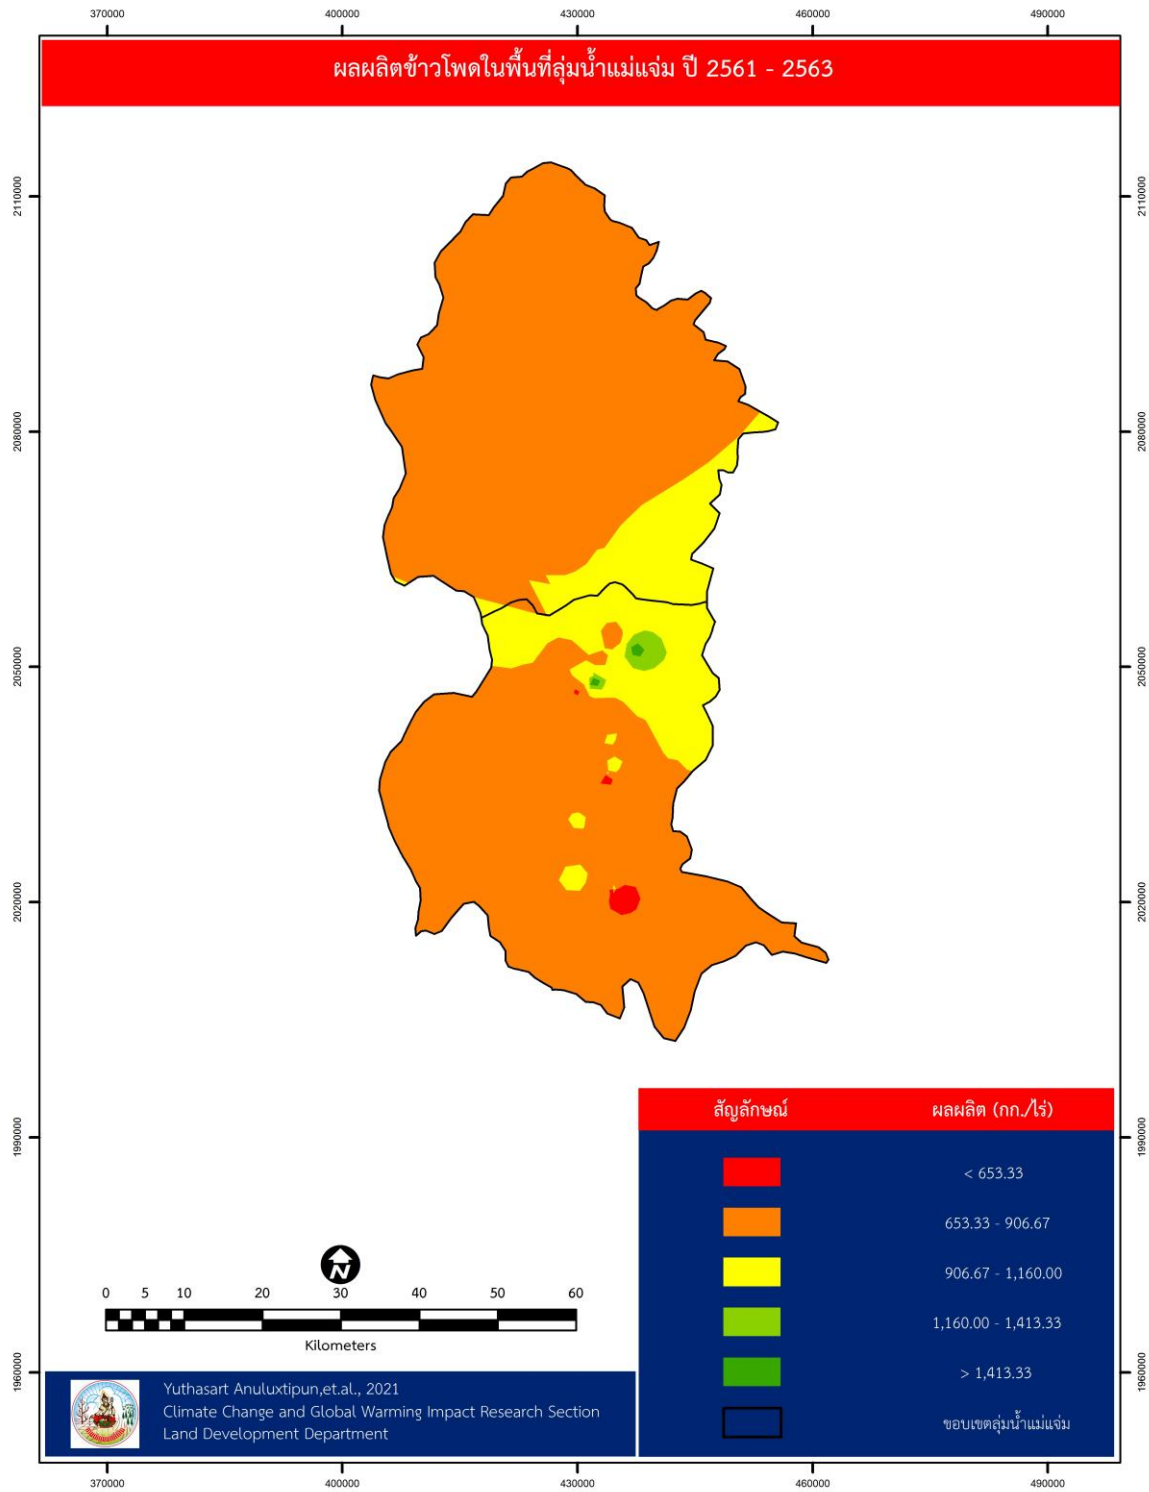 370000 400000 430000 460000 490000
ผลผลิตข้าวโพดในพื้นที่ลุ่มน้ำแม่แจ่ม ปี 2561 - 2563
2110000 2110000
2080000 2080000
2050000 2050000
2020000 2020000
1990000 1990000
1960000 1960000
สัญลักษณ์ ผลผลิต (กก./ไร่)
< 653.33
653.33 - 906.67
906.67 - 1,160.00
1,160.00 - 1,413.33
> 1,413.33
ขอบเขตลุ่มน้ำแม่แจ่ม
N
0 5 10 20 30 40 50 60
Kilometers
Yuthasart Anuluxtipun,et.al., 2021
Climate Change and Global Warming Impact Research Section
Land Development Department
370000 400000 430000 460000 490000